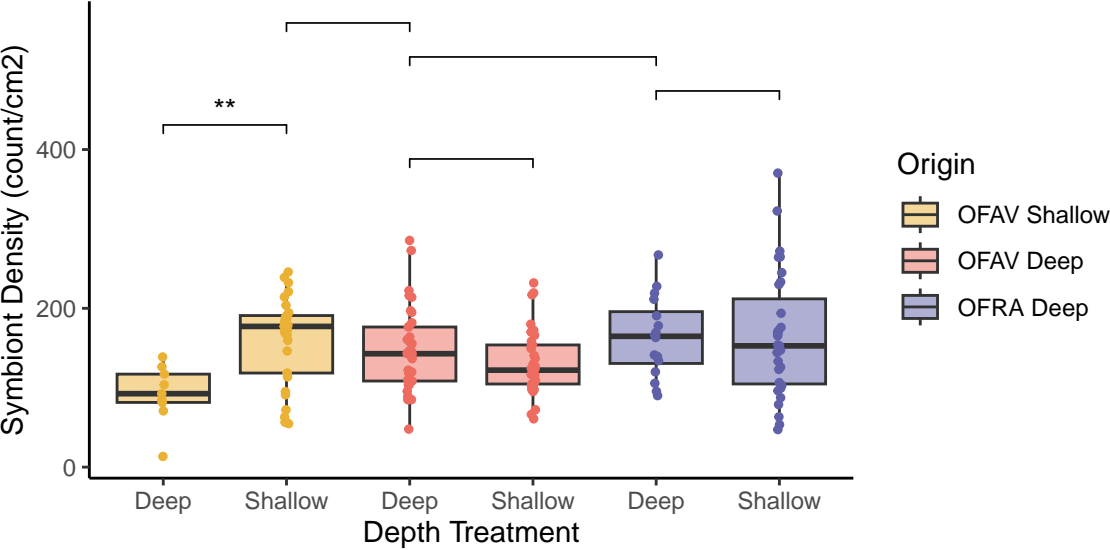 Symbiont Density (count/cm2)
**
400
200
0
Deep
Shallow
Deep
Shallow
Deep
Shallow
Depth Treatment
Origin
OFAV Shallow
OFAV Deep
OFRA Deep